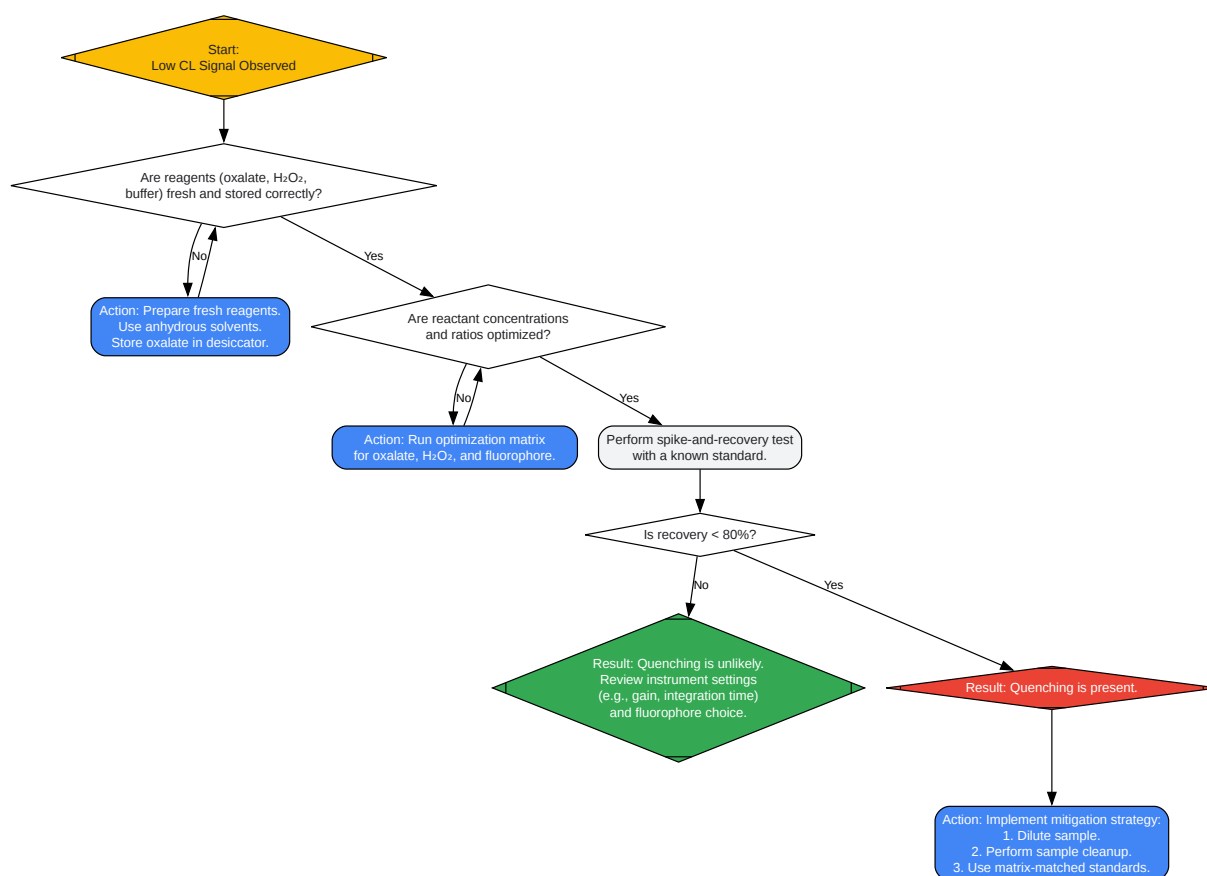 Start:
Low CL Signal Observed
Are reagents (oxalate, H₂O₂,
buffer) fresh and stored correctly?
No
Yes
Action: Prepare fresh reagents.
Use anhydrous solvents.
Store oxalate in desiccator.
Are reactant concentrations
and ratios optimized?
No
Yes
Action: Run optimization matrix
for oxalate, H₂O₂, and fluorophore.
Perform spike-and-recovery test
with a known standard.
Is recovery < 80%?
No
Yes
Result: Quenching is unlikely.
Review instrument settings
(e.g., gain, integration time)
and fluorophore choice.
Result: Quenching is present.
Action: Implement mitigation strategy:
1. Dilute sample.
2. Perform sample cleanup.
3. Use matrix-matched standards.